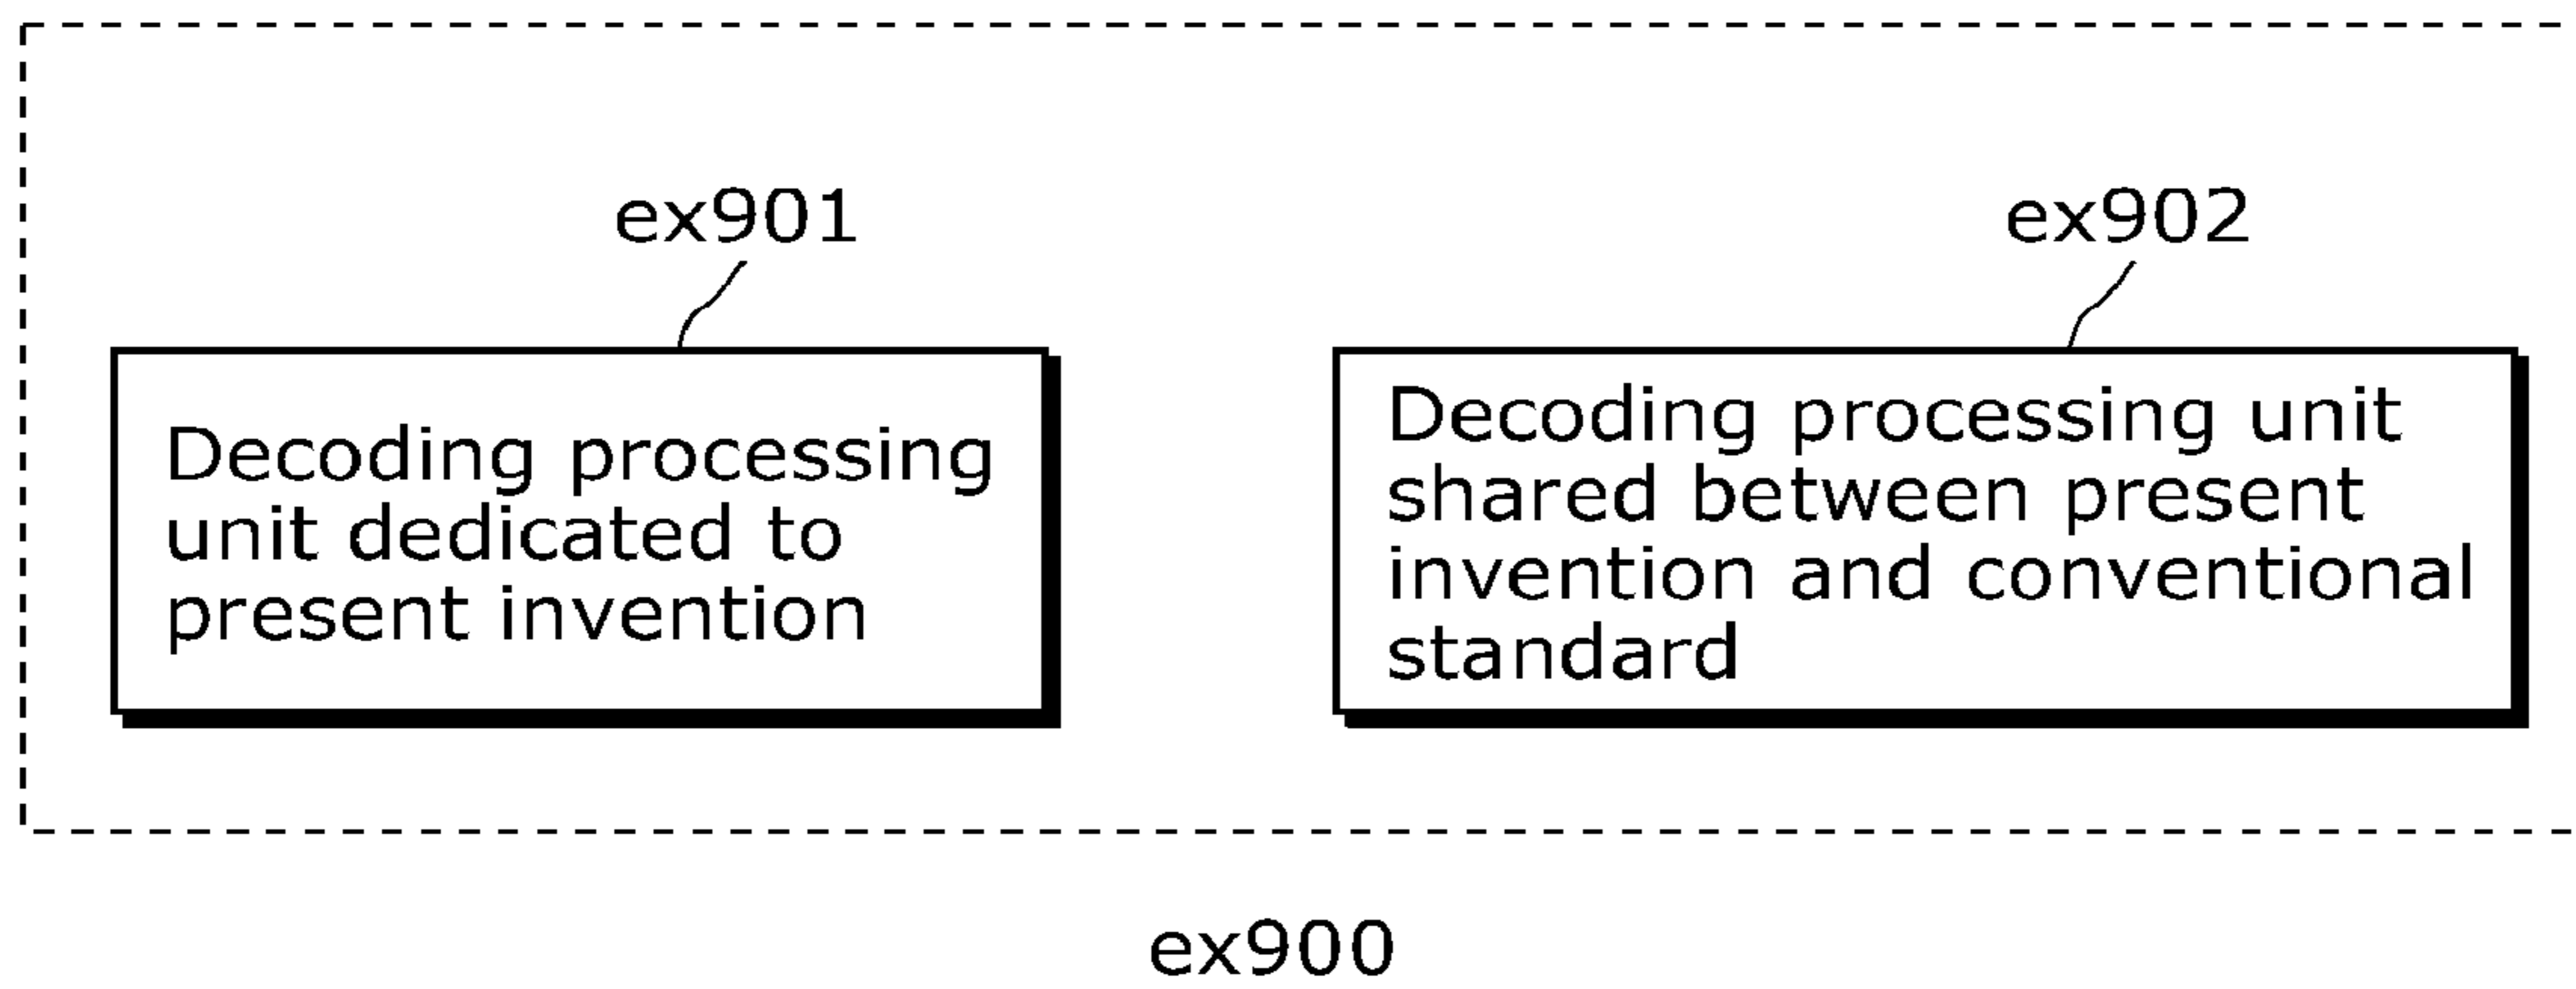 ex901
ex902
Decoding processing
unit dedicated to
present invention
Decoding processing unit
shared between present
invention and conventional
standard
ex900